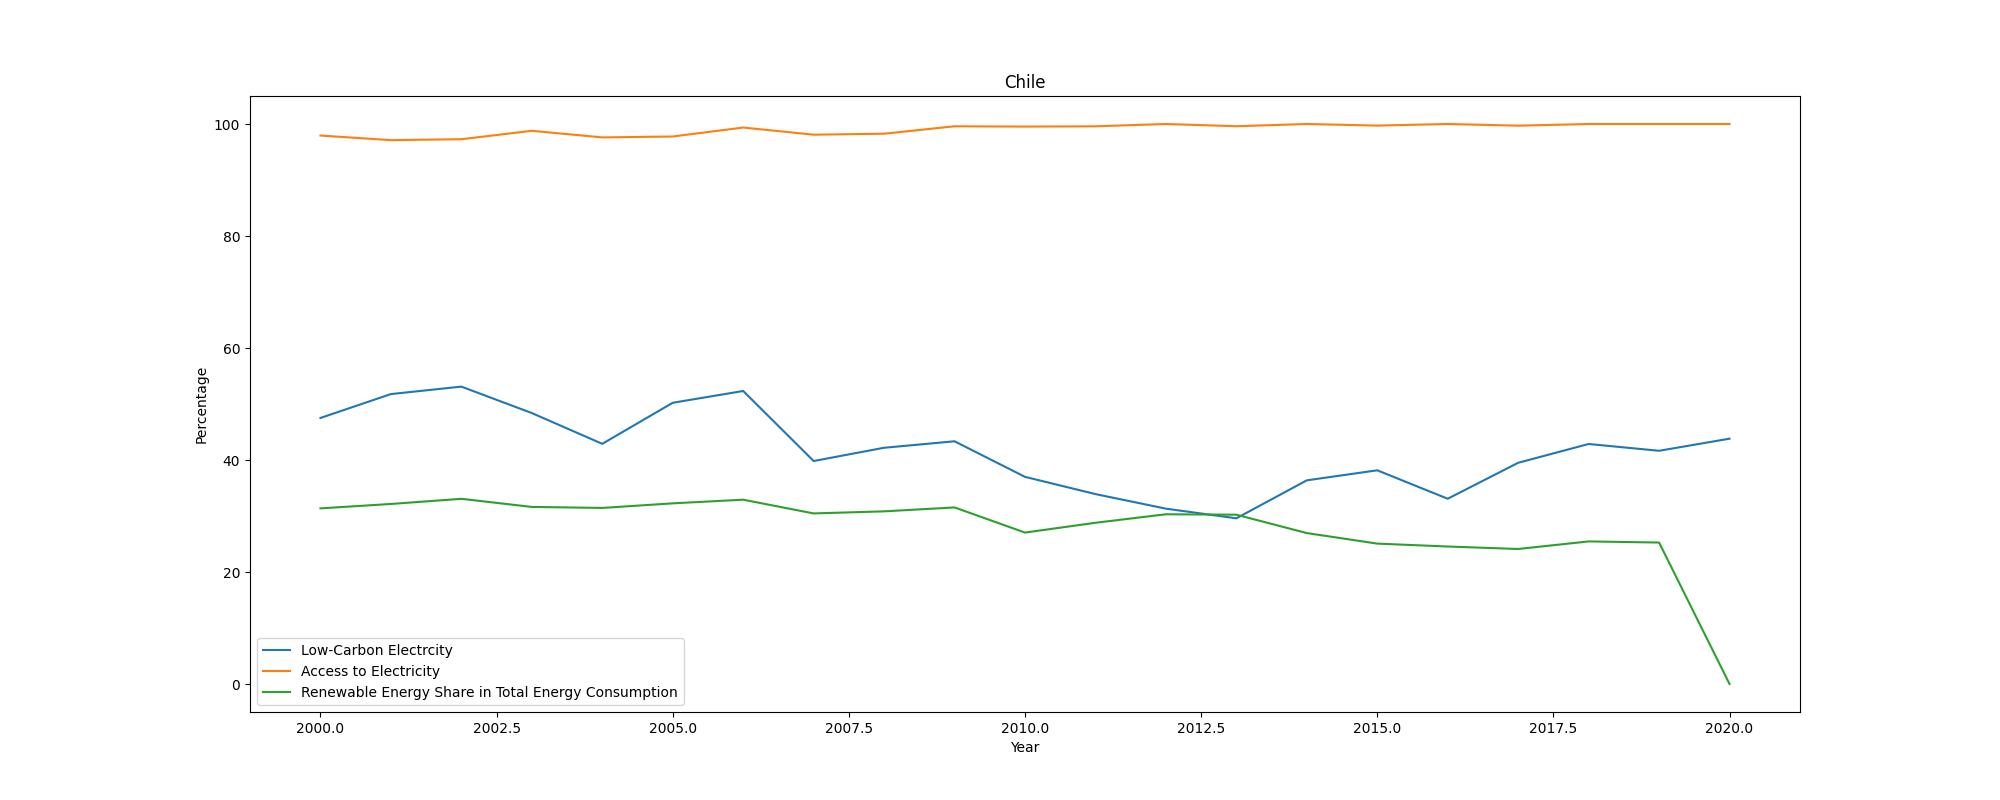 Chile
100
80
60
40
20
0
Percentage
Low-Carbon Electrcity
Access to Electricity
Renewable Energy Share in Total Energy Consumption
2000.0 2002.5 2005.0 2007.5 2010.0 2012.5 2015.0 2017.5 2020.0
Year